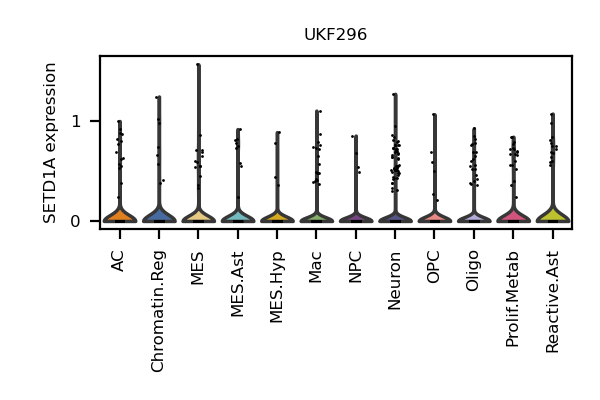 UKF296
SETD1A expression
1
0
AC
Chromatin.Reg
MES
MES.Ast
MES.Hyp
Mac
NPC
Neuron
OPC
Oligo
Prolif.Metab
Reactive.Ast